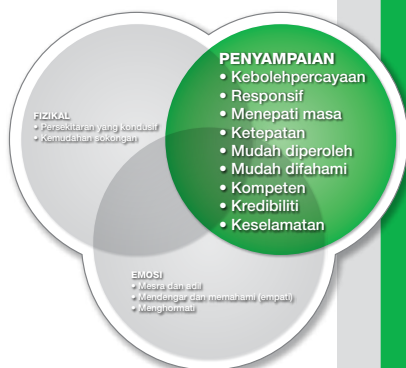 FIZIKAL
• Persekitaran yang kondusif
• Kemudahan sokongan
PENYAMPAIAN
• Kebolehpercayaan
• Responsif
• Menepati masa
• Ketepatan
• Mudah diperoleh
• Mudah difahami
• Kompeten
• Kredibiliti
• Keselamatan
EMOSI
• Mesra dan adil
• Mendengar dan memahami (empati)
• Menghormati